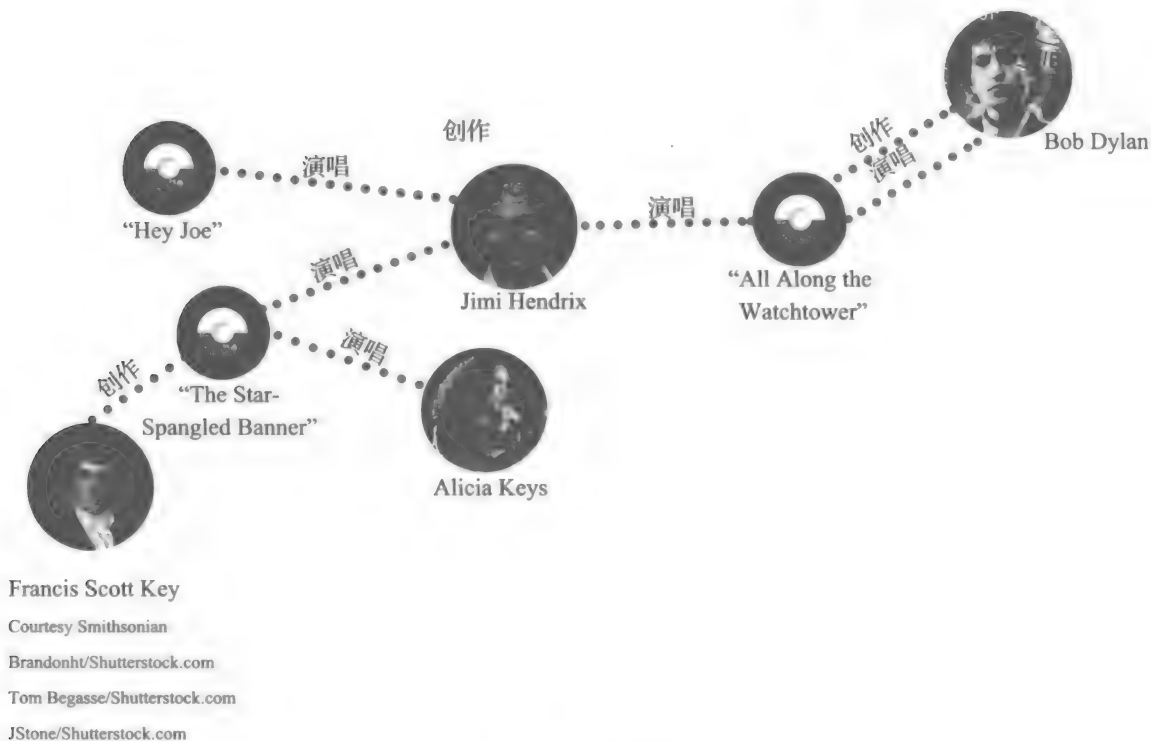 创作
Bob Dylan
创作
演唱
演唱
演唱
“Hey Joe”
“All Along the
Watchtower”
Jimi Hendrix
演唱
演唱
创作
“The Star-
Spangled Banner”
Alicia Keys
Francis Scott Key
Courtesy Smithsonian
Brandonht/Shutterstock.com
Tom Begasse/Shutterstock.com
JStone/Shutterstock.com